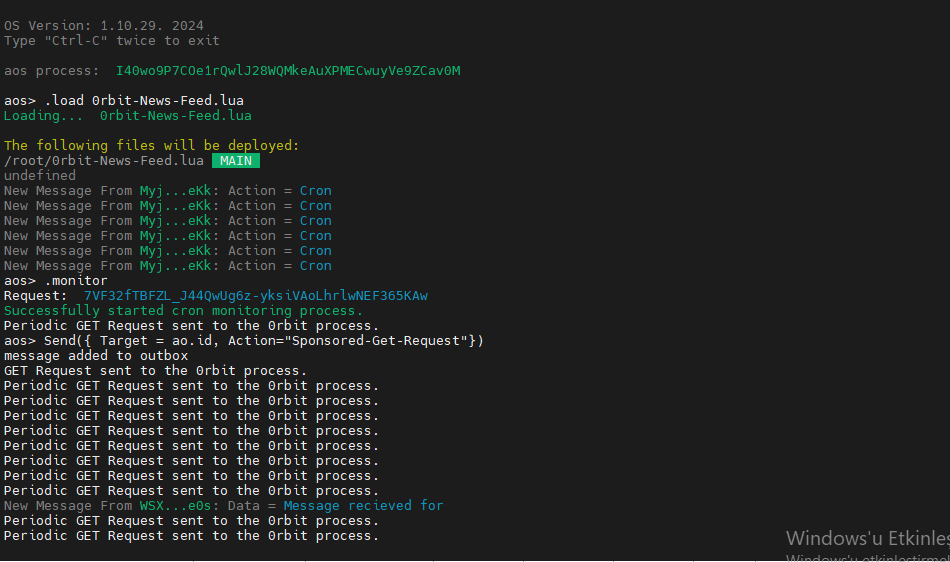 OS Version: 1.10.29. 2024
Type "Ctrl-C" twice to exit
aos process:  I40wo9P7COe1rQwlJ28WQMkeAuXPMECwuyVe9ZCav0M
aos> .load 0rbit-News-Feed.lua
Loading...  0rbit-News-Feed.lua
The following files will be deployed:
/root/0rbit-News-Feed.lua MAIN
undefined
New Message From Myj...eKk: Action = Cron
New Message From Myj...eKk: Action = Cron
New Message From Myj...eKk: Action = Cron
New Message From Myj...eKk: Action = Cron
New Message From Myj...eKk: Action = Cron
New Message From Myj...eKk: Action = Cron
aos> .monitor
Request:  7VF32fTBFZL_J44QwUg6z-yksiVAoLhrlwNEF365KAw
Successfully started cron monitoring process.
Periodic GET Request sent to the 0rbit process.
aos> Send({ Target = ao.id, Action="Sponsored-Get-Request"})
message added to outbox
GET Request sent to the 0rbit process.
Periodic GET Request sent to the 0rbit process.
Periodic GET Request sent to the 0rbit process.
Periodic GET Request sent to the 0rbit process.
Periodic GET Request sent to the 0rbit process.
Periodic GET Request sent to the 0rbit process.
Periodic GET Request sent to the 0rbit process.
Periodic GET Request sent to the 0rbit process.
Periodic GET Request sent to the 0rbit process.
New Message From WSX...e0s: Data = Message recieved for
Periodic GET Request sent to the 0rbit process.
Periodic GET Request sent to the 0rbit process.
Windows'u Etkinleş
Windows'u etkinleştirme